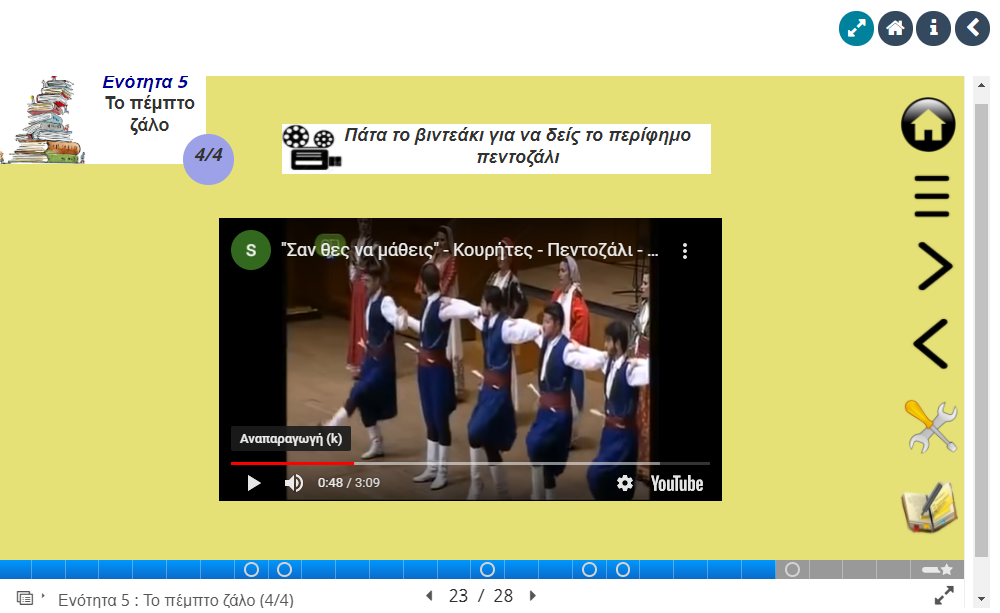 Ενότητα 5
Το πέμπτο
ζάλο
4/4
Πάτα το βιντεάκι για να δείς το περίφημο
πεντοζάλι
S
"Σαν θες να μάθεις" - Κουρήτες - Πεντοζάλι - ...
Αναπαραγωγή (k)
0:48 / 3:09
YouTube
Ενότητα 5 : Το πέμπτο ζάλο (4/4)
23 / 28